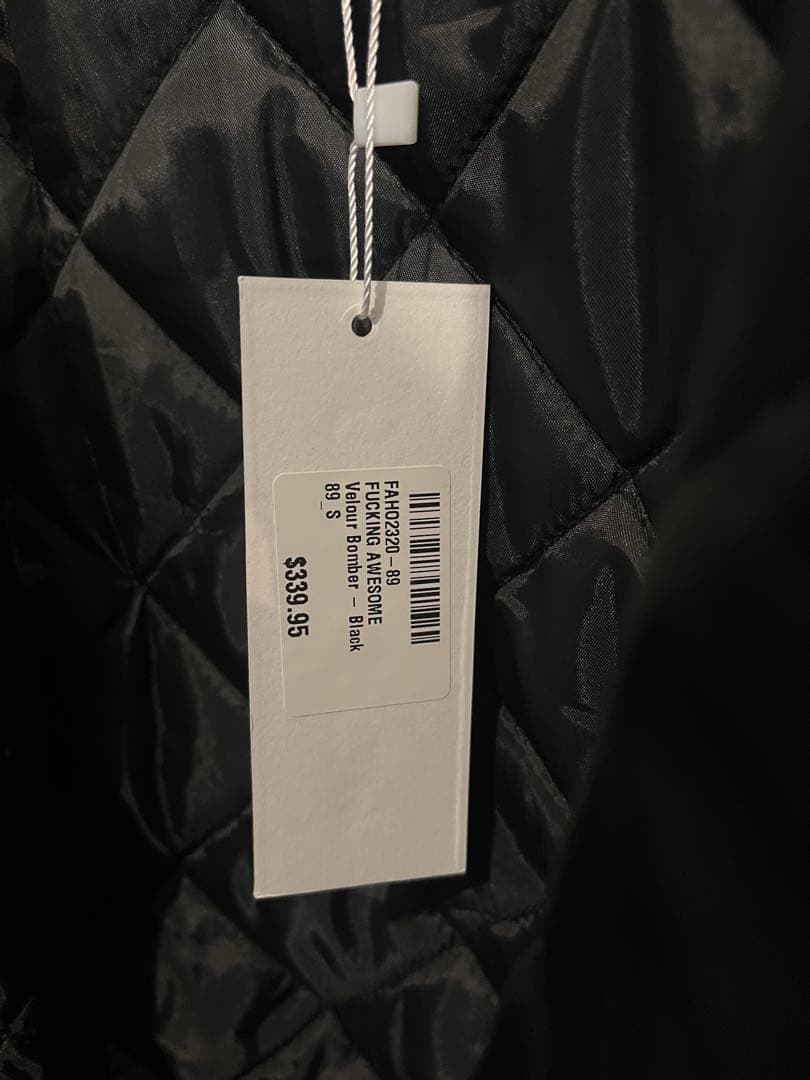 FAHO2320-89
FUCKING AWESOME
Velour Bomber - Black
89_S
$339.95